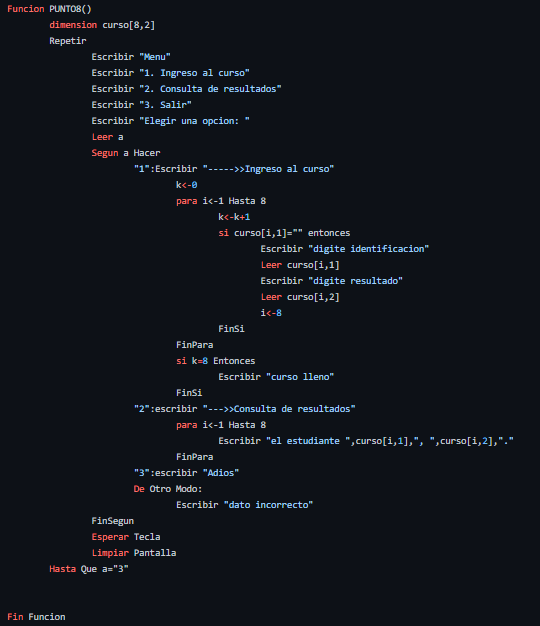 Funcion PUNTO8()
dimension curso[8,2]
Repetir
Escribir "Menu"
Escribir "1. Ingreso al curso"
Escribir "2. Consulta de resultados"
Escribir "3. Salir"
Escribir "Elegir una opcion: "
Leer a
Segun a Hacer
"1":Escribir "----->>Ingreso al curso"
k<-0
para i<-1 Hasta 8
k<-k+1
si curso[i,1]="" entonces
Escribir "digite identificacion"
Leer curso[i,1]
Escribir "digite resultado"
Leer curso[i,2]
i<-8
FinSi
FinPara
si k=8 Entonces
Escribir "curso lleno"
FinSi
"2":escribir "--->>Consulta de resultados"
para i<-1 Hasta 8
Escribir "el estudiante ",curso[i,1],", ",curso[i,2],"."
FinPara
"3":escribir "Adios"
De Otro Modo:
Escribir "dato incorrecto"
FinSegun
Esperar Tecla
Limpiar Pantalla
Hasta Que a="3"
Fin Funcion